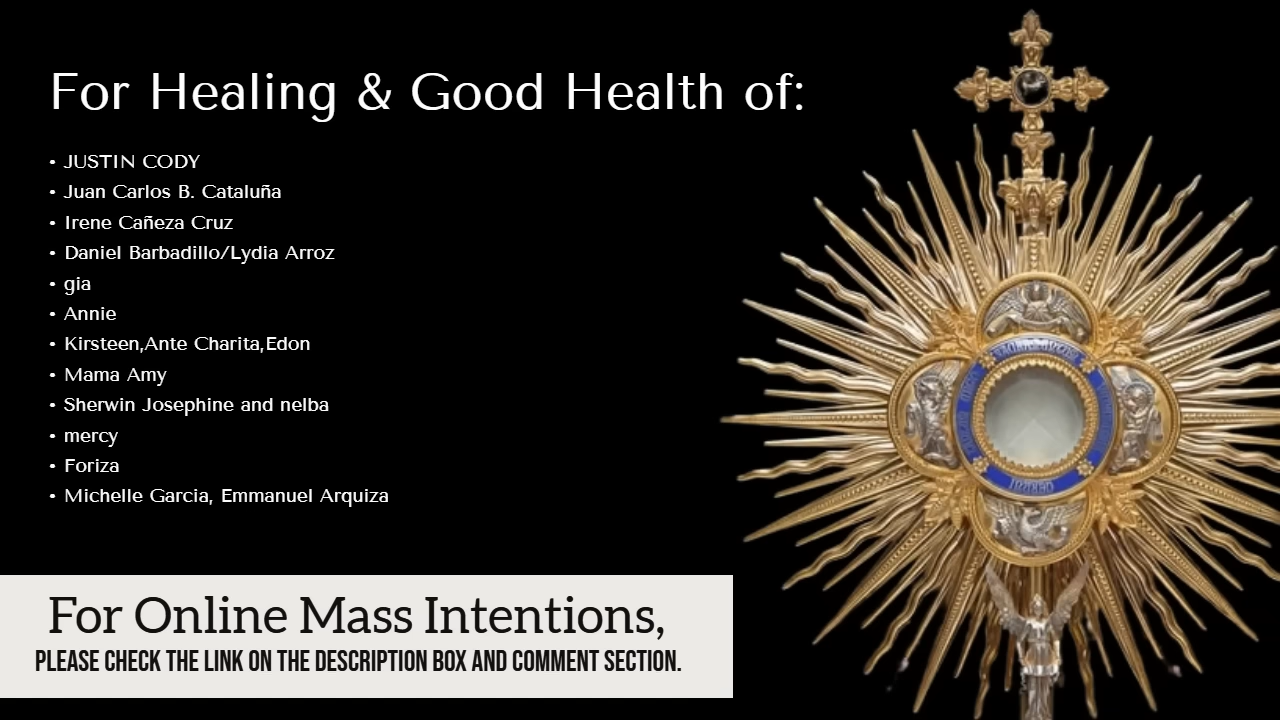 For Healing & Good Health of:
• JUSTIN CODY
• Juan Carlos B. Cataluña
• Irene Cañeza Cruz
• Daniel Barbadillo/Lydia Arroz
• gia
• Annie
• Kirsteen,Ante Charita,Edon
• Mama Amy
• Sherwin Josephine and nelba
• mercy
• Foriza
• Michelle Garcia, Emmanuel Arquiza
For Online Mass Intentions,
PLEASE CHECK THE LINK ON THE DESCRIPTION BOX AND COMMENT SECTION.